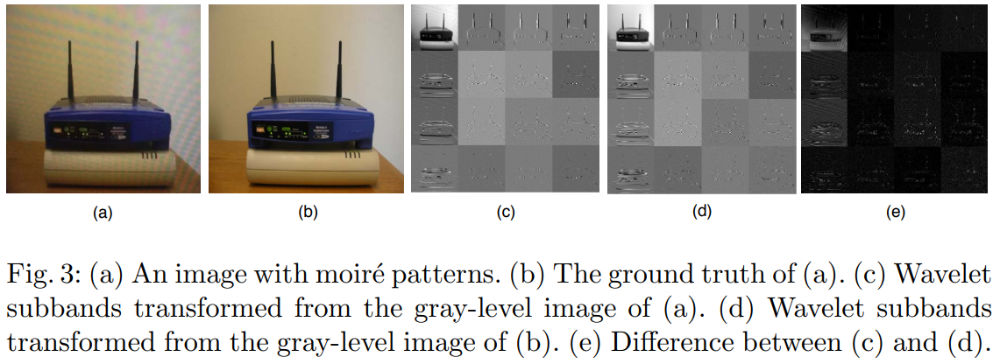 (a)
(b)
(c)
(d)
(e)
Fig. 3: (a) An image with moiré patterns. (b) The ground truth of (a). (c) Wavelet
subbands transformed from the gray-level image of (a). (d) Wavelet subbands
transformed from the gray-level image of (b). (e) Difference between (c) and (d).